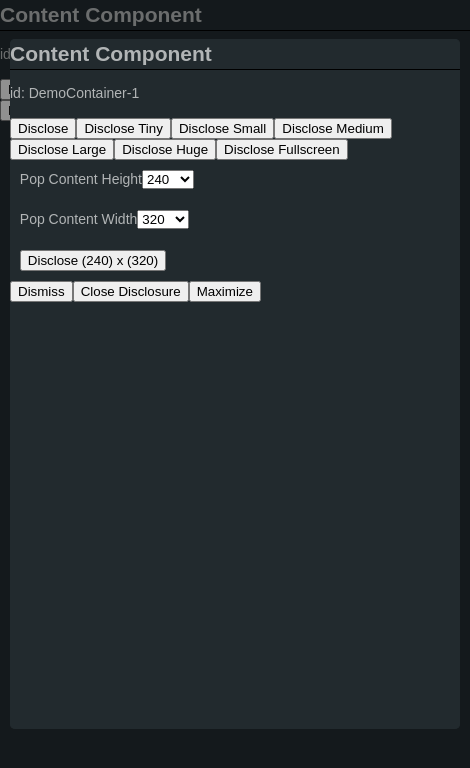 Content Component
id
Content Component
id: DemoContainer-1
Disclose Disclose Tiny Disclose Small Disclose Medium
Disclose Large Disclose Huge Disclose Fullscreen
Pop Content Height 240
Pop Content Width 320
Disclose (240) x (320)
Dismiss Close Disclosure Maximize